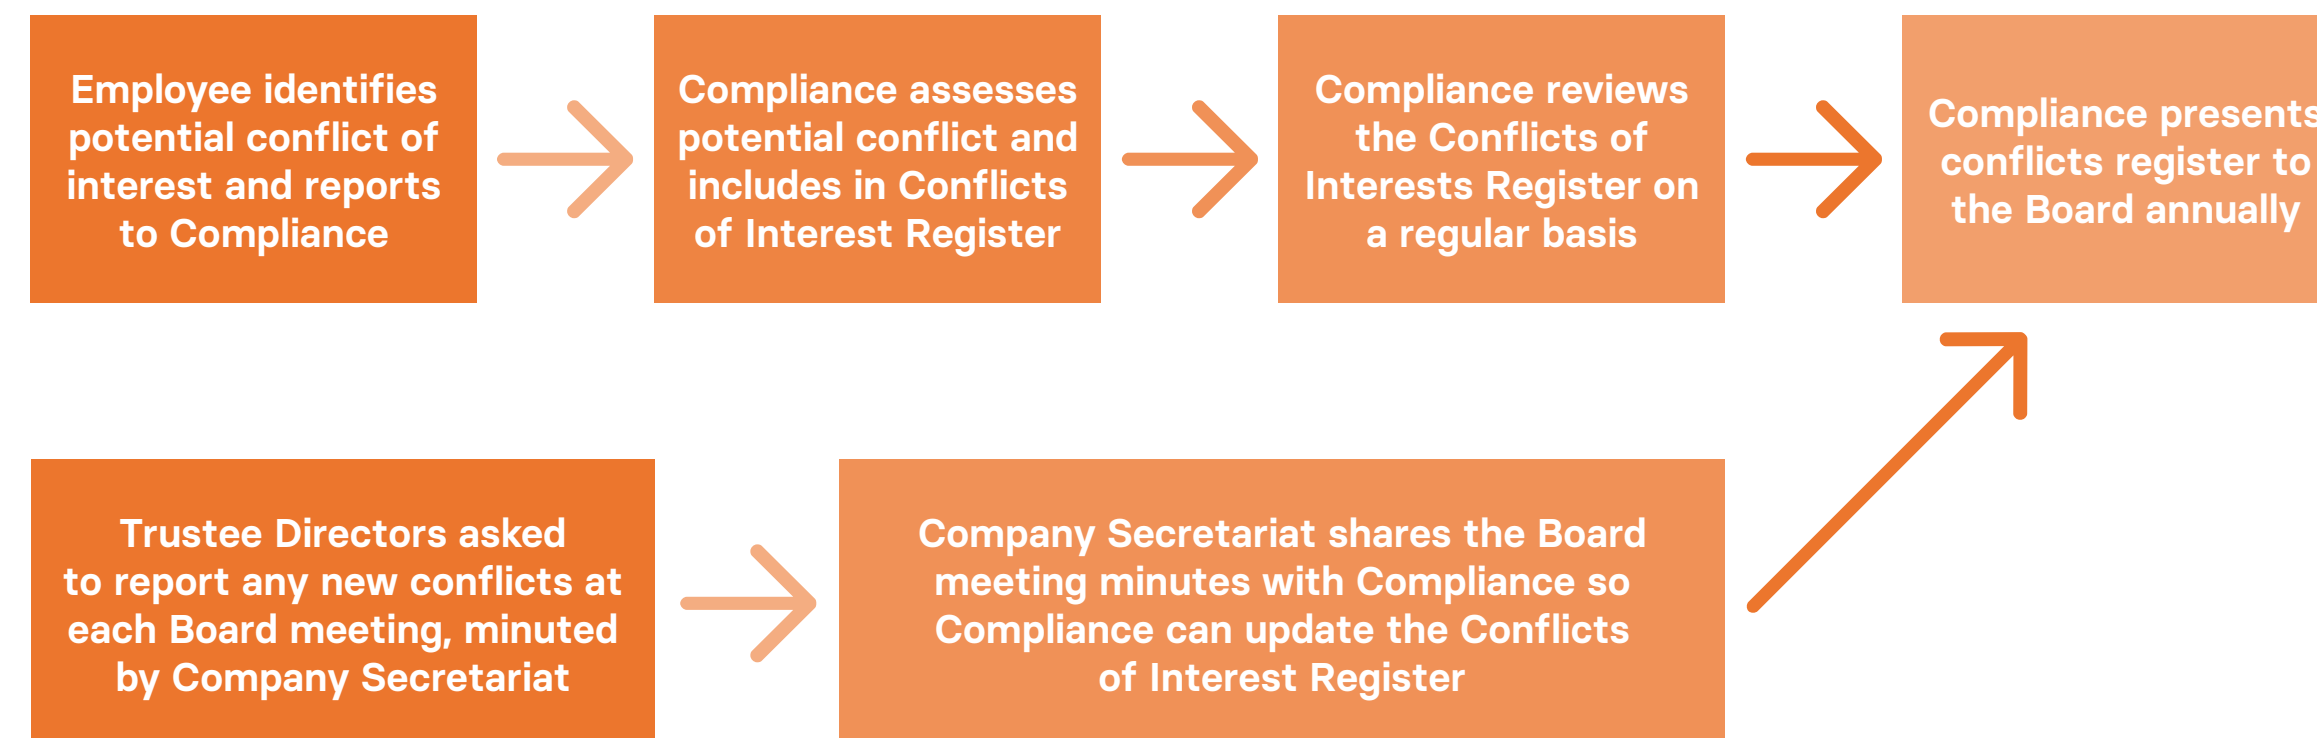 Employee identifies
potential conflict of
interest and reports
to Compliance
Compliance assesses
potential conflict and
includes in Conflicts
of Interest Register
Compliance reviews
the Conflicts of
Interests Register on
a regular basis
Compliance presents
conflicts register to
the Board annually
Trustee Directors asked
to report any new conflicts at
each Board meeting, minuted
by Company Secretariat
Company Secretariat shares the Board
meeting minutes with Compliance so
Compliance can update the Conflicts
of Interest Register